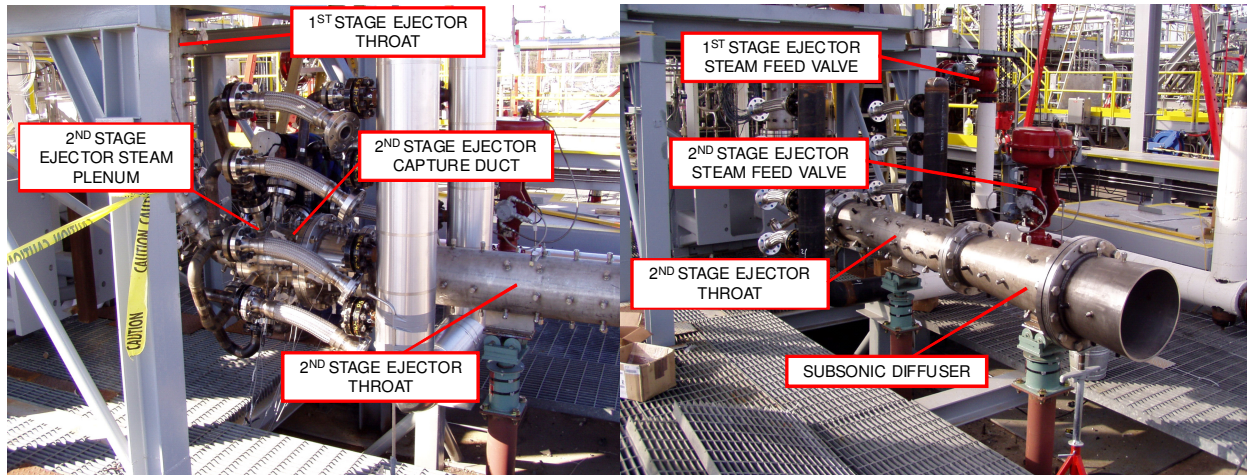 1ST STAGE EJECTOR
THROAT
2ND STAGE
EJECTOR STEAM
PLENUM
2ND STAGE EJECTOR
CAPTURE DUCT
2ND STAGE EJECTOR
THROAT
CAUTION
CAUTION CAUTION
CAUTION CAU
1ST STAGE EJECTOR
STEAM FEED VALVE
2ND STAGE EJECTOR
STEAM FEED VALVE
2ND STAGE EJECTOR
THROAT
SUBSONIC DIFFUSER